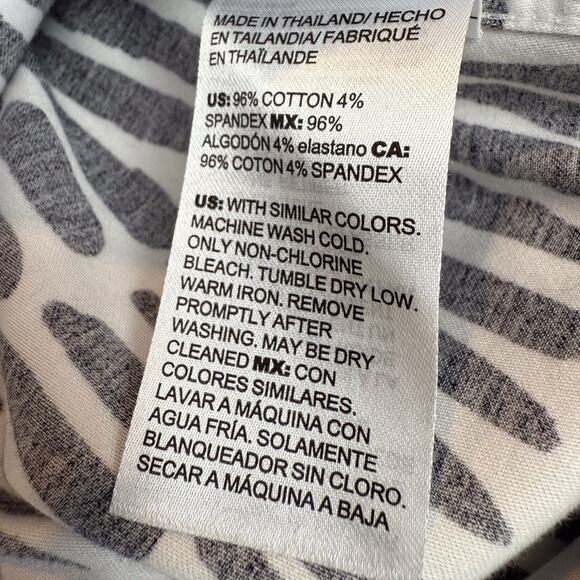 MADE IN THAILAND/ HECHO
EN TAILANDIA/ FABRIQUÉ
EN THAÏLANDE
US: 96% COTTON 4%
SPANDEX MX: 96%
ALGODÓN 4% elastano CA:
96% COTON 4% SPANDEX
US: WITH SIMILAR COLORS.
MACHINE WASH COLD.
ONLY NON-CHLORINE
BLEACH. TUMBLE DRY LOW.
WARM IRON. REMOVE
PROMPTLY AFTER
WASHING. MAY BE DRY
CLEANED MX: CON
COLORES SIMILARES.
LAVAR A MÁQUINA CON
AGUA FRÍA. SOLAMENTE
BLANQUEADOR SIN CLORO.
SECAR A MÁQUINA A BAJA